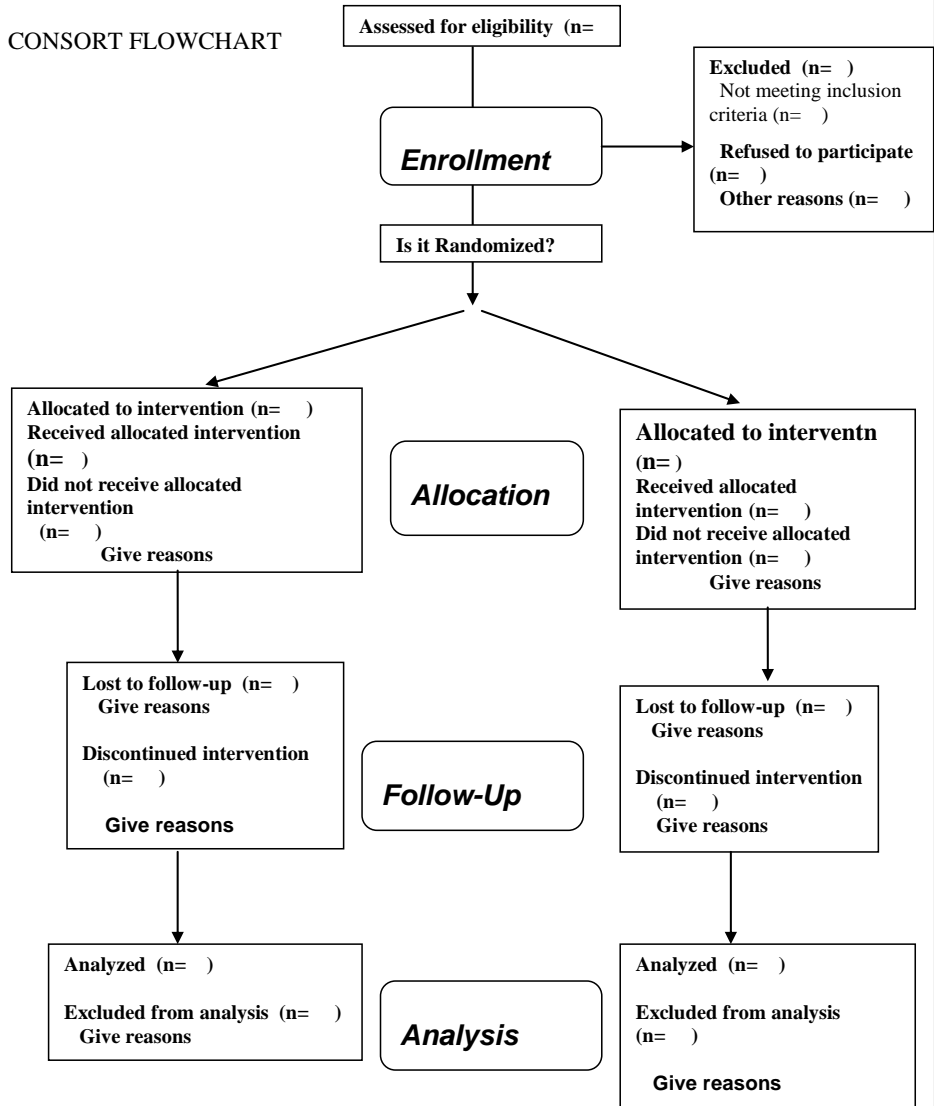 CONSORT FLOWCHART
Assessed for eligibility (n=
Excluded (n= )
Not meeting inclusion
criteria (n= )
Refused to participate
(n= )
Other reasons (n= )
Enrollment
Is it Randomized?
Allocated to intervention (n= )
Received allocated intervention
(n= )
Did not receive allocated
intervention
(n= )
Give reasons
Allocation
Allocated to interventn
(n= )
Received allocated
intervention (n= )
Did not receive allocated
intervention (n= )
Give reasons
Lost to follow-up (n= )
Give reasons
Discontinued intervention
(n= )
Give reasons
Follow-Up
Lost to follow-up (n= )
Give reasons
Discontinued intervention
(n= )
Give reasons
Analyzed (n= )
Excluded from analysis (n= )
Give reasons
Analysis
Analyzed (n= )
Excluded from analysis
(n= )
Give reasons